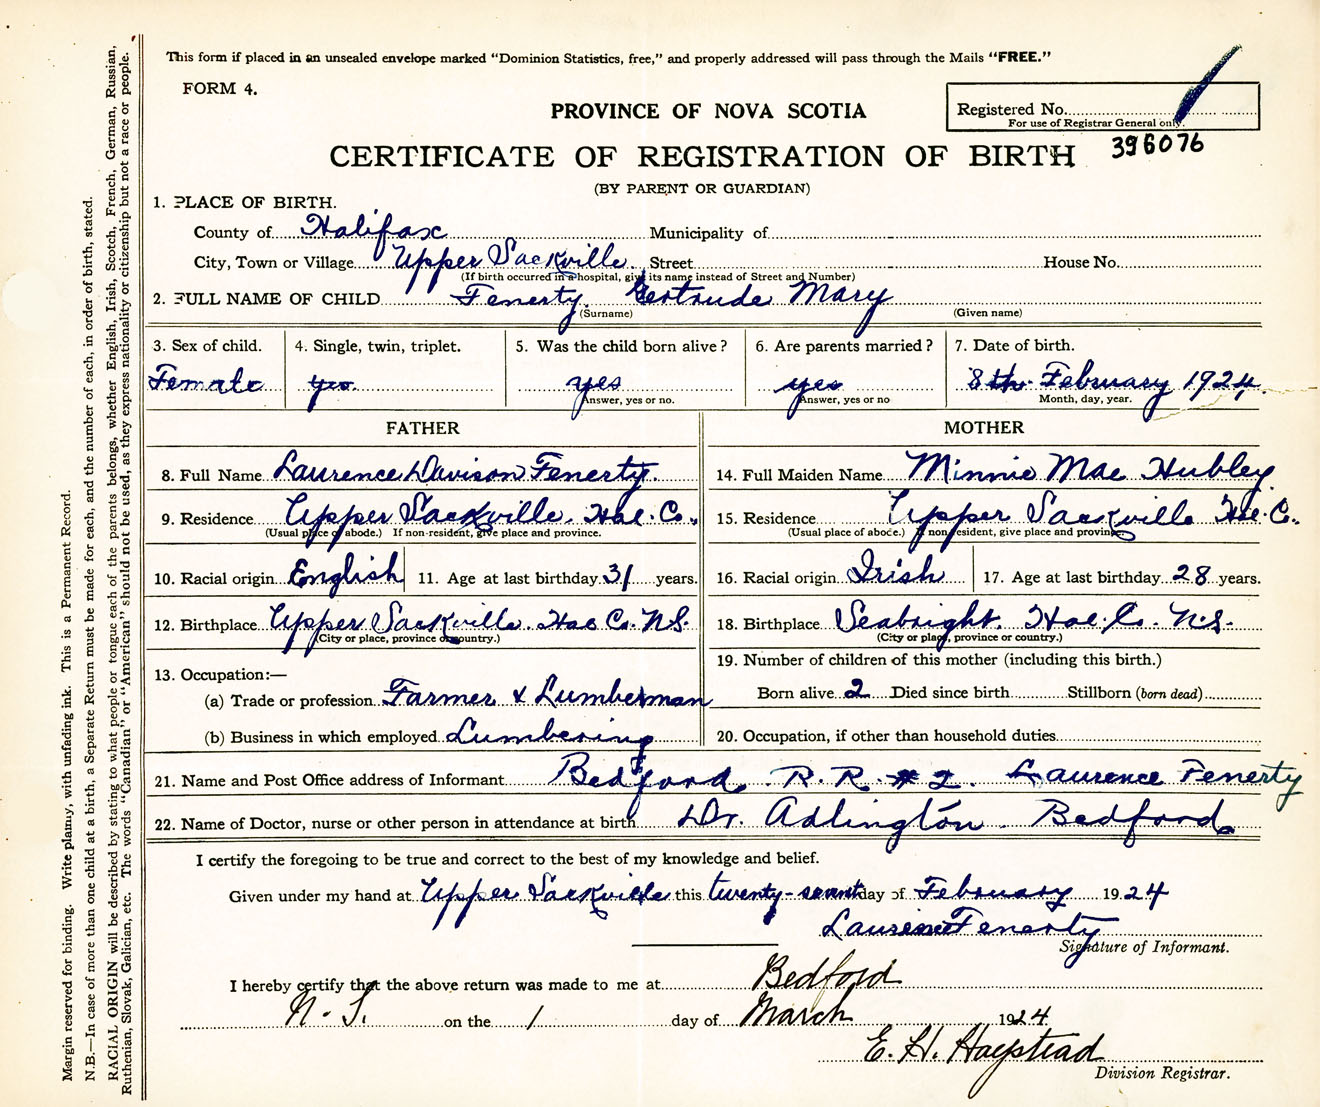 This form if placed in an unsealed envelope marked "Dominion Statistics, free," and properly addressed will pass through the Mails "FREE."
FORM 4.
Registered No.
For use of Registrar General only.
396076
PROVINCE OF NOVA SCOTIA
CERTIFICATE OF REGISTRATION OF BIRTH
(BY PARENT OR GUARDIAN)
1. PLACE OF BIRTH.
County of Halifax Municipality of
City, Town or Village Upper Sackville Street House No.
(If birth occurred in a hospital, give its name instead of Street and Number)
2. FULL NAME OF CHILD Fenerty Gertrude Mary
(Surname) (Given name)
3. Sex of child. 4. Single, twin, triplet. 5. Was the child born alive? 6. Are parents married? 7. Date of birth.
Female yes yes yes 8th February 1924
Answer, yes or no. Answer, yes or no Month, day, year.
FATHER MOTHER
8. Full Name Laurence Davison Fenerty. 14. Full Maiden Name Minnie Mae Hubley
9. Residence Upper Sackville. Hal. Co., 15. Residence Upper Sackville Hal. Co.
(Usual place of abode.) If non-resident, give place and province. (Usual place of abode.) If non-resident, give place and province.
10. Racial origin English 11. Age at last birthday 31 years. 16. Racial origin Irish 17. Age at last birthday 28 years.
12. Birthplace Upper Sackville. Hal Co. N.S. 18. Birthplace Seabright. Hal. Co. N.S.
(City or place, province or country.) (City or place, province or country.)
13. Occupation:— 19. Number of children of this mother (including this birth.)
(a) Trade or profession Farmer & Lumberman Born alive 2 Died since birth Stillborn (born dead)
(b) Business in which employed Lumbering 20. Occupation, if other than household duties
21. Name and Post Office address of Informant Bedford R.R. #2. Laurence Fenerty
22. Name of Doctor, nurse or other person in attendance at birth Dr. Adlington Bedford.
I certify the foregoing to be true and correct to the best of my knowledge and belief.
Given under my hand at Upper Sackville this twenty-sevent day of February 1924
Laurence Fenerty
Signature of Informant.
I hereby certify that the above return was made to me at Bedford
N. S. on the 1 day of March 1924
E. H. Haystead
Division Registrar.
Margin reserved for binding. Write plainly, with unfading ink. This is a Permanent Record.
N.B.—In case of more than one child at a birth, a Separate Return must be made for each, and the number of each, in order of birth, stated.
RACIAL ORIGIN will be described by stating to what people or tongue each of the parents belongs, whether English, Irish, Scotch, French, German, Russian,
Ruthenian, Slovak, Galician, etc. The words "Canadian" or "American" should not be used, as they express nationality or citizenship but not a race or people.